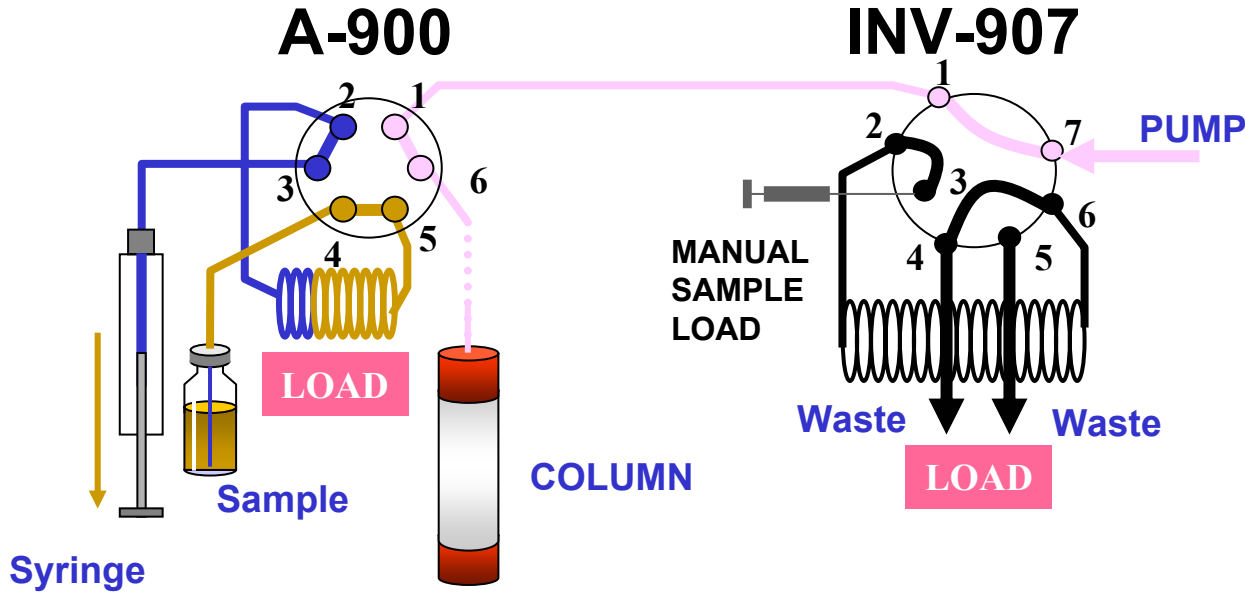 A-900
INV-907
1
2
3
4
5
6
LOAD
Sample
Syringe
COLUMN
1
2
3
4
5
6
7
PUMP
MANUAL
SAMPLE
LOAD
Waste
Waste
LOAD